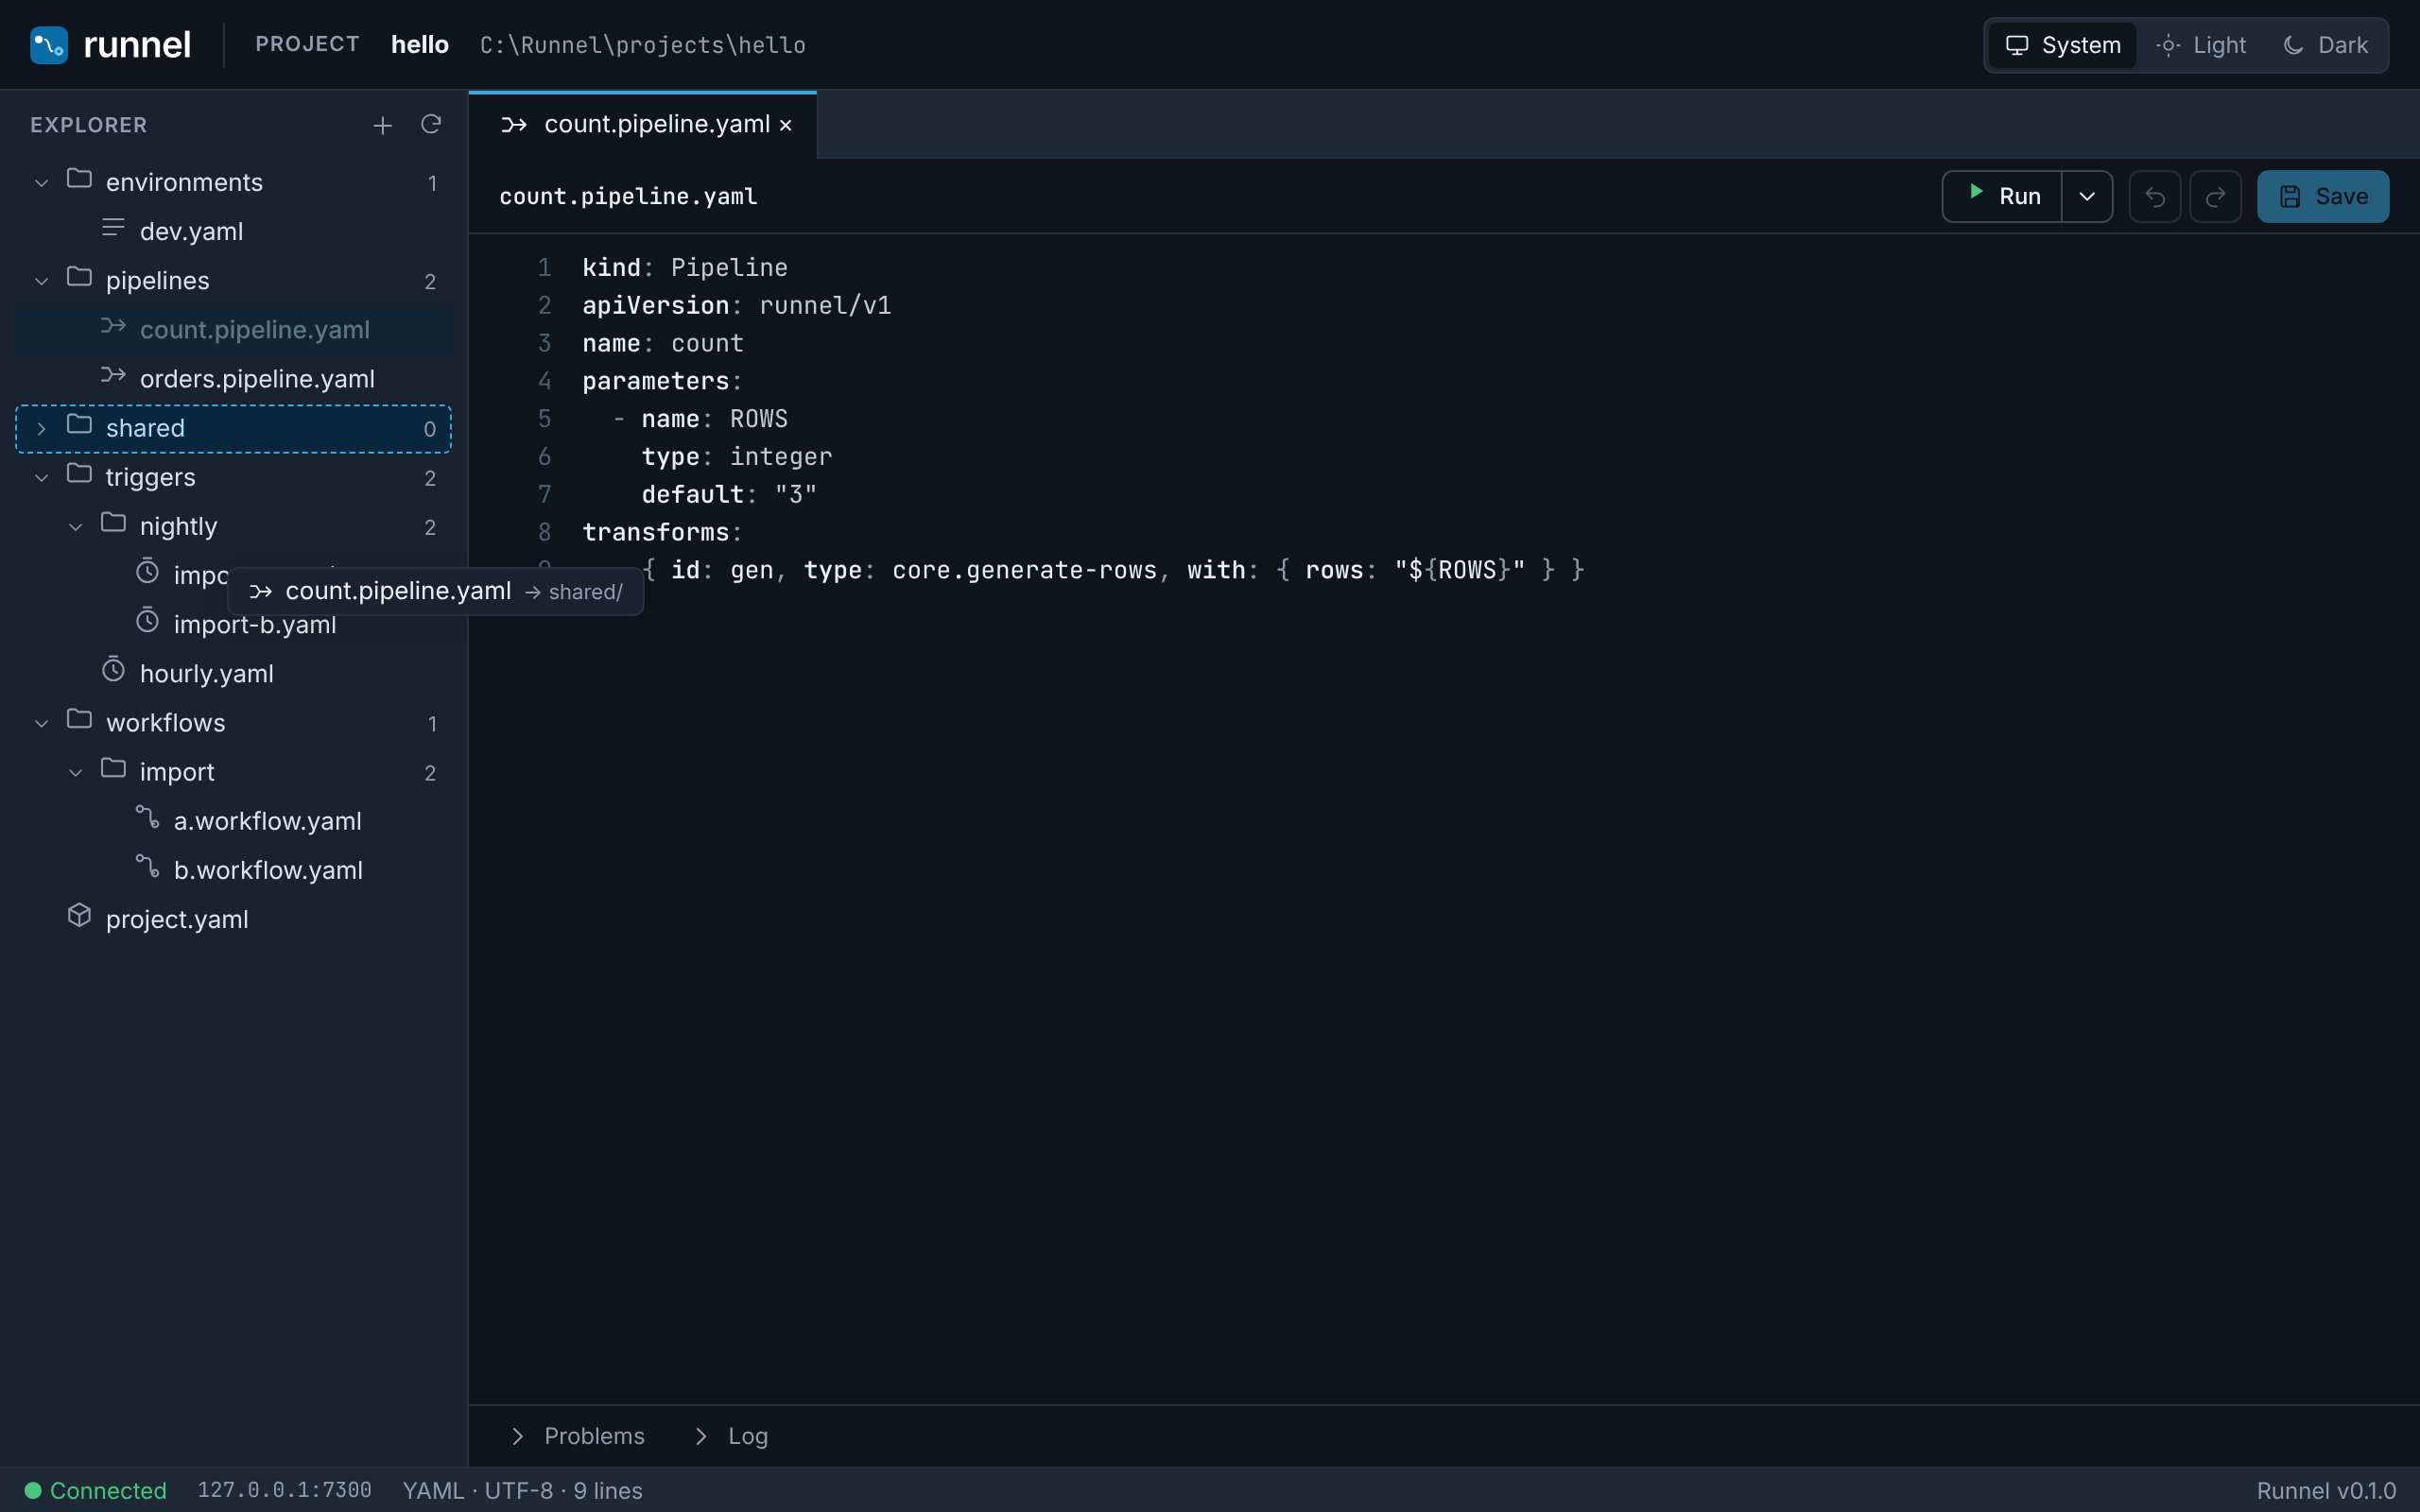 runnel PROJECT hello C:\Runnel\projects\hello System Light Dark
EXPLORER
environments 1
dev.yaml
pipelines 2
count.pipeline.yaml
orders.pipeline.yaml
shared 0
triggers 2
nightly 2
import-b.yaml
hourly.yaml
workflows 1
import 2
a.workflow.yaml
b.workflow.yaml
project.yaml
count.pipeline.yaml → shared/
count.pipeline.yaml ×
count.pipeline.yaml Run Save
1 kind: Pipeline
2 apiVersion: runnel/v1
3 name: count
4 parameters:
5 - name: ROWS
6 type: integer
7 default: "3"
8 transforms:
{ id: gen, type: core.generate-rows, with: { rows: "${ROWS}" } }
Problems Log
Connected 127.0.0.1:7300 YAML · UTF-8 · 9 lines Runnel v0.1.0